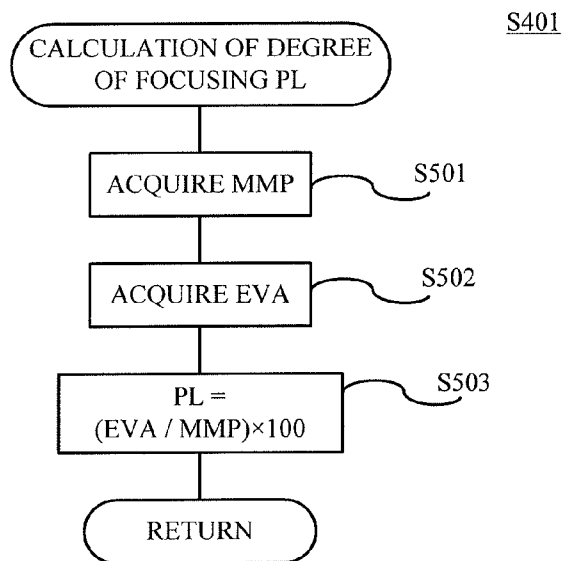 S401
CALCULATION OF DEGREE
OF FOCUSING PL
ACQUIRE MMP
S501
ACQUIRE EVA
S502
PL =
(EVA / MMP)×100
S503
RETURN